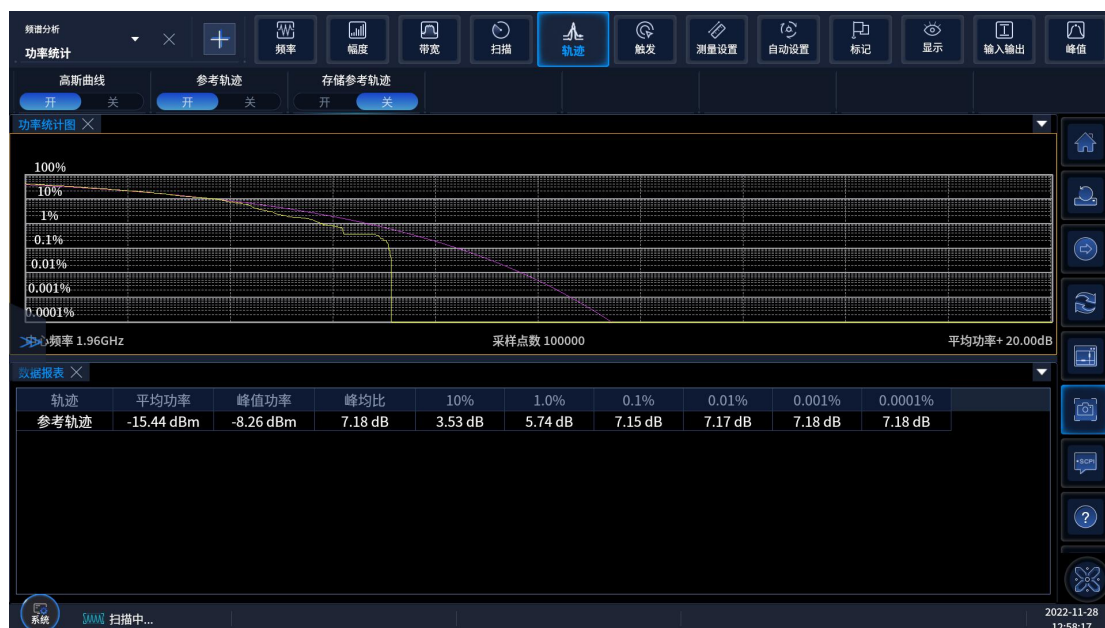 频谱分析
功率统计
频率 幅度 带宽 扫描 轨迹 触发 测量设置 自动设置 标记 显示 输入输出 峰值
高斯曲线 参考轨迹 存储参考轨迹
开 关 开 关 开 关
功率统计图
100%
10%
1%
0.1%
0.01%
0.001%
0.0001%
中心频率 1.96GHz 采样点数 100000 平均功率+ 20.00dB
数据报表
轨迹 平均功率 峰值功率 峰均比 10% 1.0% 0.1% 0.01% 0.001% 0.0001%
参考轨迹 -15.44 dBm -8.26 dBm 7.18 dB 3.53 dB 5.74 dB 7.15 dB 7.17 dB 7.18 dB 7.18 dB
•SCPI
?
系统 扫描中...
2022-11-28
12:58:17